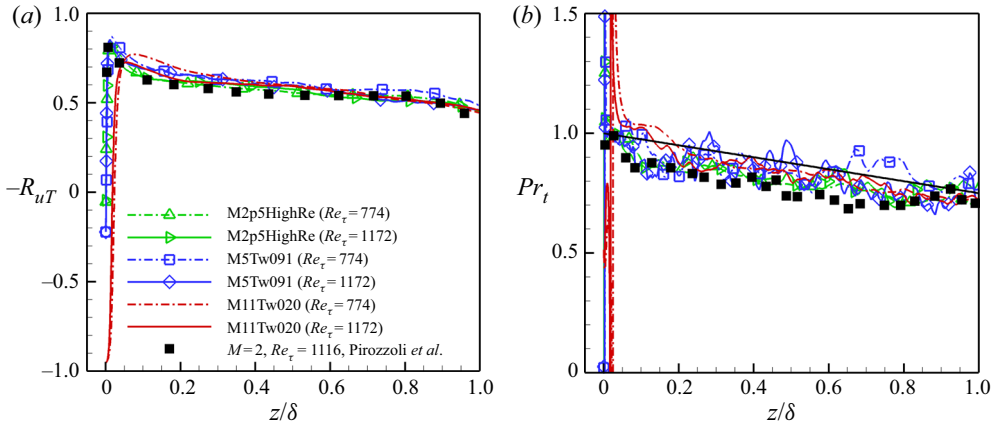 (a)
1.0
0.5
0
–0.5
–1.0
–R_{uT}
M2p5HighRe (Re_τ = 774)
M2p5HighRe (Re_τ = 1172)
M5Tw091 (Re_τ = 774)
M5Tw091 (Re_τ = 1172)
M11Tw020 (Re_τ = 774)
M11Tw020 (Re_τ = 1172)
M = 2, Re_τ = 1116, Pirozzoli et al.
0 0.2 0.4 0.6 0.8 1.0
z/δ
(b)
1.5
1.0
0.5
0
Pr_t
0 0.2 0.4 0.6 0.8 1.0
z/δ